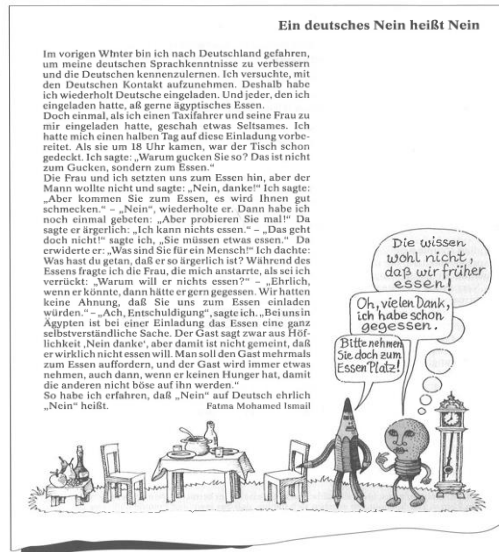 Ein deutsches Nein heißt Nein
Im vorigen Winter bin ich nach Deutschland gefahren,
um meine deutschen Sprachkenntnisse zu verbessern
und die Deutschen kennenzulernen. Ich versuchte, mit
den Deutschen Kontakt aufzunehmen. Deshalb habe
ich wiederholt Deutsche eingeladen. Und jeder, den ich
eingeladen hatte, aß gerne ägyptisches Essen.
Doch einmal, als ich einen Taxifahrer und seine Frau zu
mir eingeladen hatte, geschah etwas Seltsames. Ich
hatte mich einen halben Tag auf diese Einladung vorbe-
reitet. Als sie um 18 Uhr kamen, war der Tisch schon
gedeckt. Ich sagte: „Warum gucken Sie so? Das ist nicht
zum Gucken, sondern zum Essen."
Die Frau und ich setzten uns zum Essen hin, aber der
Mann wollte nicht und sagte: „Nein, danke!" Ich sagte:
„Aber kommen Sie zum Essen, es wird Ihnen gut
schmecken." – „Nein", wiederholte er. Dann habe ich
noch einmal gebeten: „Aber probieren Sie mal!" Da
sagte er ärgerlich: „Ich kann nichts essen." – „Das geht
doch nicht!" sagte ich, „Sie müssen etwas essen." Da
erwiderte er: „Was sind Sie für ein Mensch!" Ich dachte:
Was hast du getan, daß er so ärgerlich ist? Während des
Essens fragte ich die Frau, die mich anstarrte, als sei ich
verrückt: „Warum will er nichts essen?" – „Ehrlich,
wenn er könnte, dann hätte er gern gegessen. Wir hatten
keine Ahnung, daß Sie uns zum Essen einladen
würden." – „Ach, Entschuldigung", sagte ich. „Bei uns in
Ägypten ist bei einer Einladung das Essen eine ganz
selbstverständliche Sache. Der Gast sagt zwar aus Höf-
lichkeit ‚Nein danke', aber damit ist nicht gemeint, daß
er wirklich nicht essen will. Man soll den Gast mehrmals
zum Essen auffordern, und der Gast wird immer etwas
nehmen, auch dann, wenn er keinen Hunger hat, damit
die anderen nicht böse auf ihn werden."
So habe ich erfahren, daß „Nein" auf Deutsch ehrlich
„Nein" heißt. Fatma Mohamed Ismail
Die wissen
wohl nicht,
daß wir früher
essen!
Oh, vielen Dank,
ich habe schon
gegessen.
Bitte nehmen
Sie doch zum
Essen Platz!